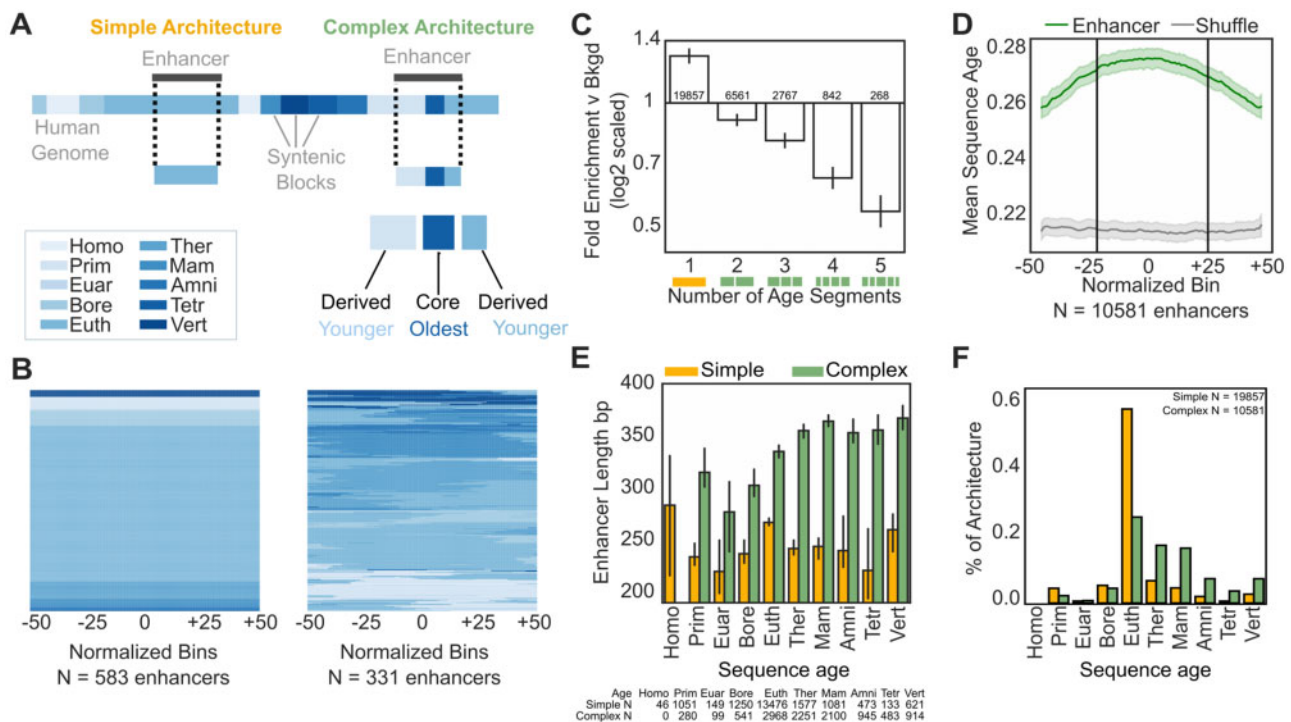 A
Simple Architecture
Complex Architecture
Enhancer
Enhancer
Human
Genome
Syntenic
Blocks
Homo
Prim
Euar
Bore
Euth
Ther
Mam
Amni
Tetr
Vert
Derived
Core
Derived
Younger
Oldest
Younger
B
-50 -25 0 +25 +50
Normalized Bins
N = 583 enhancers
-50 -25 0 +25 +50
Normalized Bins
N = 331 enhancers
C
Fold Enrichment v Bkgd
(log2 scaled)
1.4
1
0.7
0.5
19857 6561 2767 842 268
1 2 3 4 5
Number of Age Segments
D
Enhancer Shuffle
Mean Sequence Age
0.28
0.26
0.24
0.22
-50 -25 0 +25 +50
Normalized Bin
N = 10581 enhancers
E
Simple Complex
Enhancer Length bp
400
350
300
250
200
Homo Prim Euar Bore Euth Ther Mam Amni Tetr Vert
Sequence age
Age Homo Prim Euar Bore Euth Ther Mam Amni Tetr Vert
Simple N 46 1051 149 1250 13476 1577 1081 473 133 621
Complex N 0 280 99 541 2968 2251 2100 945 483 914
F
Simple N = 19857
Complex N = 10581
% of Architecture
0.6
0.4
0.2
0.0
Homo Prim Euar Bore Euth Ther Mam Amni Tetr Vert
Sequence age